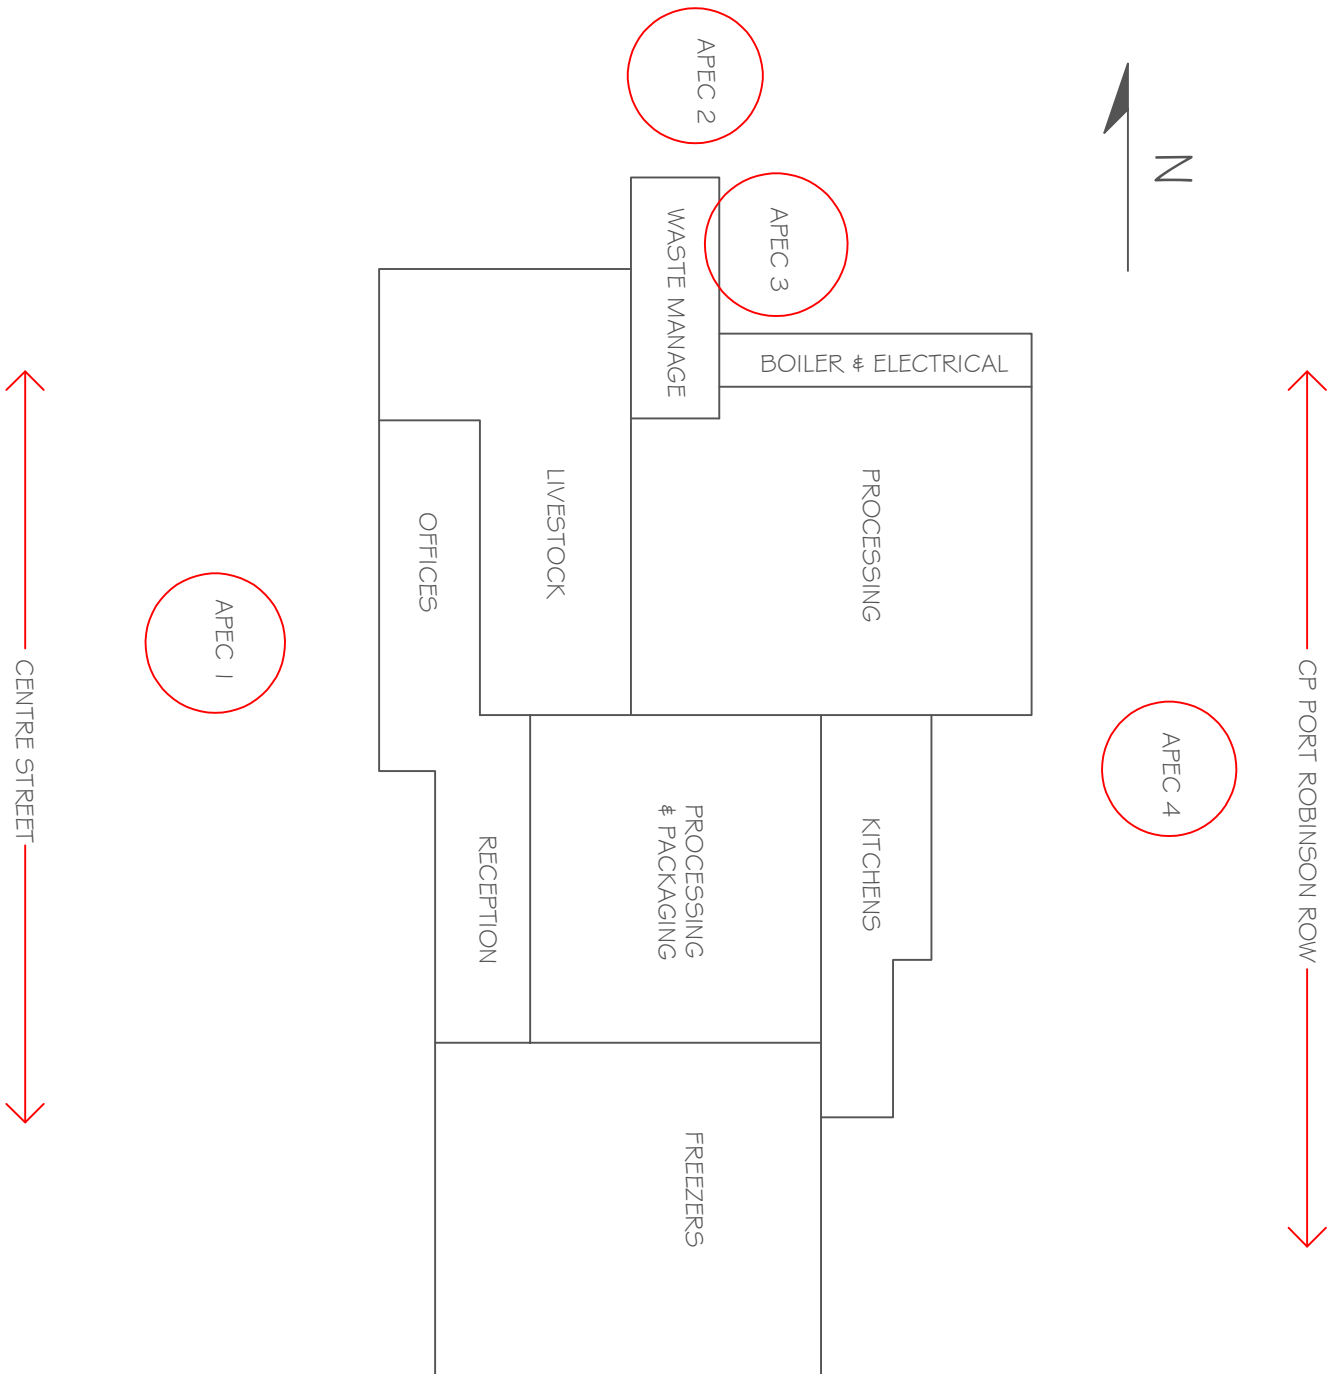 APEC 2
N
APEC 3
WASTE MANAGE
BOILER & ELECTRICAL
PROCESSING
LIVESTOCK
OFFICES
APEC 1
CENTRE STREET
CP PORT ROBINSON ROW
APEC 4
KITCHENS
PROCESSING
& PACKAGING
RECEPTION
FREEZERS